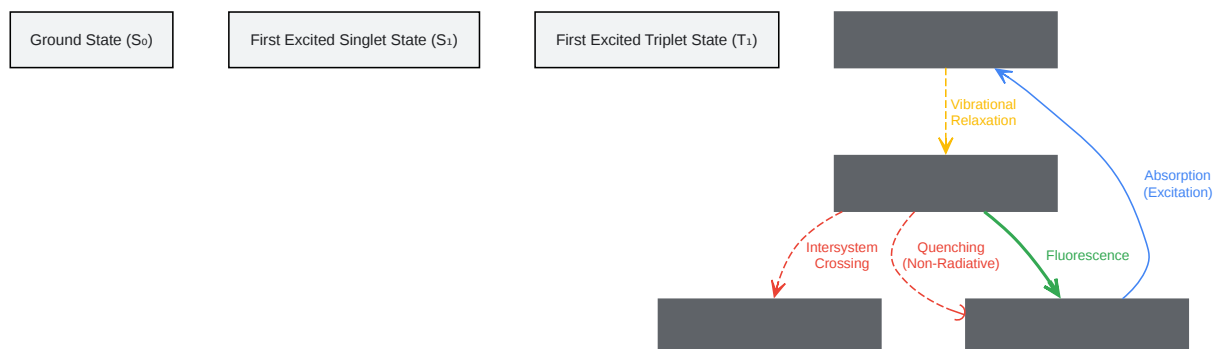 Ground State (S₀)
First Excited Singlet State (S₁)
First Excited Triplet State (T₁)
Vibrational
Relaxation
Absorption
(Excitation)
Intersystem
Crossing
Quenching
(Non-Radiative)
Fluorescence